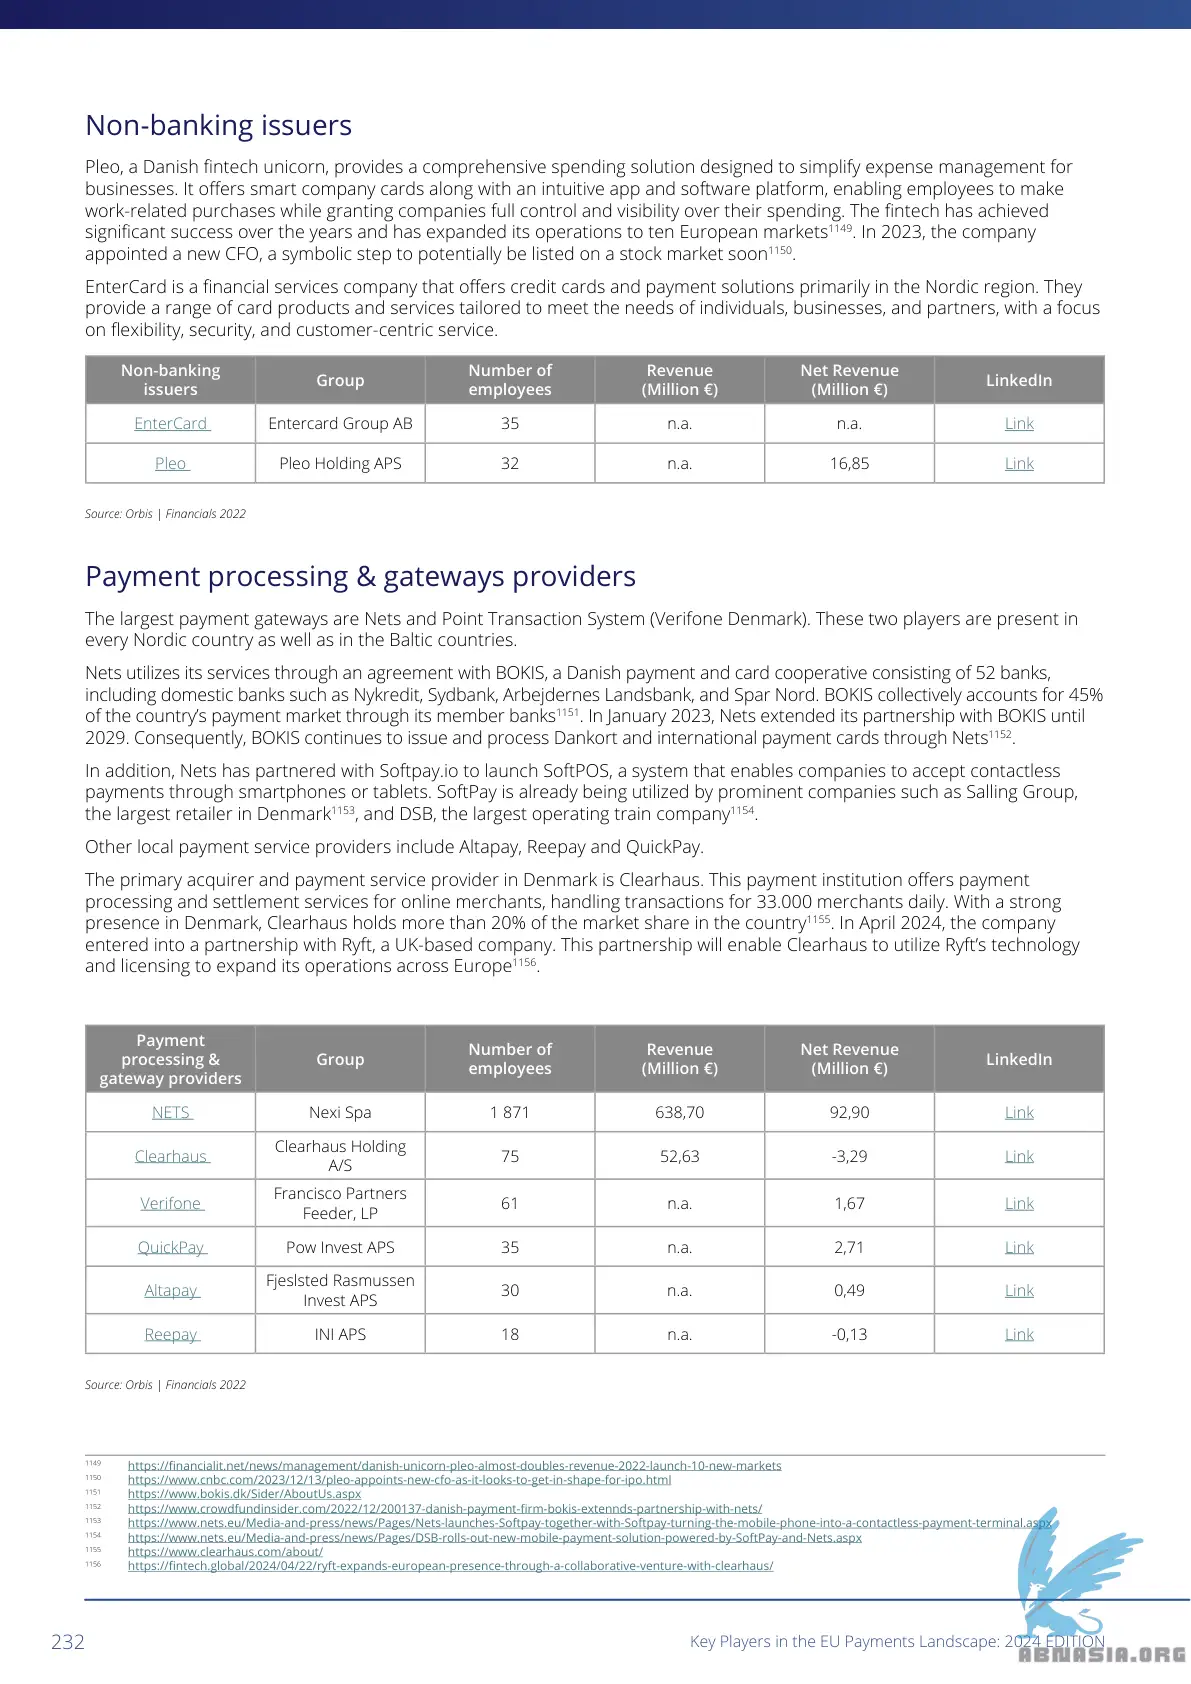 Non-banking issuers
Pleo, a Danish fintech unicorn, provides a comprehensive spending solution designed to simplify expense management for
businesses. It offers smart company cards along with an intuitive app and software platform, enabling employees to make
work-related purchases while granting companies full control and visibility over their spending. The fintech has achieved
significant success over the years and has expanded its operations to ten European markets1149. In 2023, the company
appointed a new CFO, a symbolic step to potentially be listed on a stock market soon1150.
EnterCard is a financial services company that offers credit cards and payment solutions primarily in the Nordic region. They
provide a range of card products and services tailored to meet the needs of individuals, businesses, and partners, with a focus
on flexibility, security, and customer-centric service.
Non-banking issuers | Group | Number of employees | Revenue (Million €) | Net Revenue (Million €) | LinkedIn
EnterCard | Entercard Group AB | 35 | n.a. | n.a. | Link
Pleo | Pleo Holding APS | 32 | n.a. | 16,85 | Link
Source: Orbis | Financials 2022
Payment processing & gateways providers
The largest payment gateways are Nets and Point Transaction System (Verifone Denmark). These two players are present in
every Nordic country as well as in the Baltic countries.
Nets utilizes its services through an agreement with BOKIS, a Danish payment and card cooperative consisting of 52 banks,
including domestic banks such as Nykredit, Sydbank, Arbejdernes Landsbank, and Spar Nord. BOKIS collectively accounts for 45%
of the country’s payment market through its member banks1151. In January 2023, Nets extended its partnership with BOKIS until
2029. Consequently, BOKIS continues to issue and process Dankort and international payment cards through Nets1152.
In addition, Nets has partnered with Softpay.io to launch SoftPOS, a system that enables companies to accept contactless
payments through smartphones or tablets. SoftPay is already being utilized by prominent companies such as Salling Group,
the largest retailer in Denmark1153, and DSB, the largest operating train company1154.
Other local payment service providers include Altapay, Reepay and QuickPay.
The primary acquirer and payment service provider in Denmark is Clearhaus. This payment institution offers payment
processing and settlement services for online merchants, handling transactions for 33.000 merchants daily. With a strong
presence in Denmark, Clearhaus holds more than 20% of the market share in the country1155. In April 2024, the company
entered into a partnership with Ryft, a UK-based company. This partnership will enable Clearhaus to utilize Ryft’s technology
and licensing to expand its operations across Europe1156.
Payment processing & gateway providers | Group | Number of employees | Revenue (Million €) | Net Revenue (Million €) | LinkedIn
NETS | Nexi Spa | 1 871 | 638,70 | 92,90 | Link
Clearhaus | Clearhaus Holding A/S | 75 | 52,63 | -3,29 | Link
Verifone | Francisco Partners Feeder, LP | 61 | n.a. | 1,67 | Link
QuickPay | Pow Invest APS | 35 | n.a. | 2,71 | Link
Altapay | Fjeslsted Rasmussen Invest APS | 30 | n.a. | 0,49 | Link
Reepay | INI APS | 18 | n.a. | -0,13 | Link
Source: Orbis | Financials 2022
1149 https://financialit.net/news/management/danish-unicorn-pleo-almost-doubles-revenue-2022-launch-10-new-markets
1150 https://www.cnbc.com/2023/12/13/pleo-appoints-new-cfo-as-it-looks-to-get-in-shape-for-ipo.html
1151 https://www.bokis.dk/Sider/AboutUs.aspx
1152 https://www.crowdfundinsider.com/2022/12/200137-danish-payment-firm-bokis-extennds-partnership-with-nets/
1153 https://www.nets.eu/Media-and-press/news/Pages/Nets-launches-Softpay-together-with-Softpay-turning-the-mobile-phone-into-a-contactless-payment-terminal.aspx
1154 https://www.nets.eu/Media-and-press/news/Pages/DSB-rolls-out-new-mobile-payment-solution-powered-by-SoftPay-and-Nets.aspx
1155 https://www.clearhaus.com/about/
1156 https://fintech.global/2024/04/22/ryft-expands-european-presence-through-a-collaborative-venture-with-clearhaus/
232
Key Players in the EU Payments Landscape: 2024 EDITION
ABNASIA.ORG